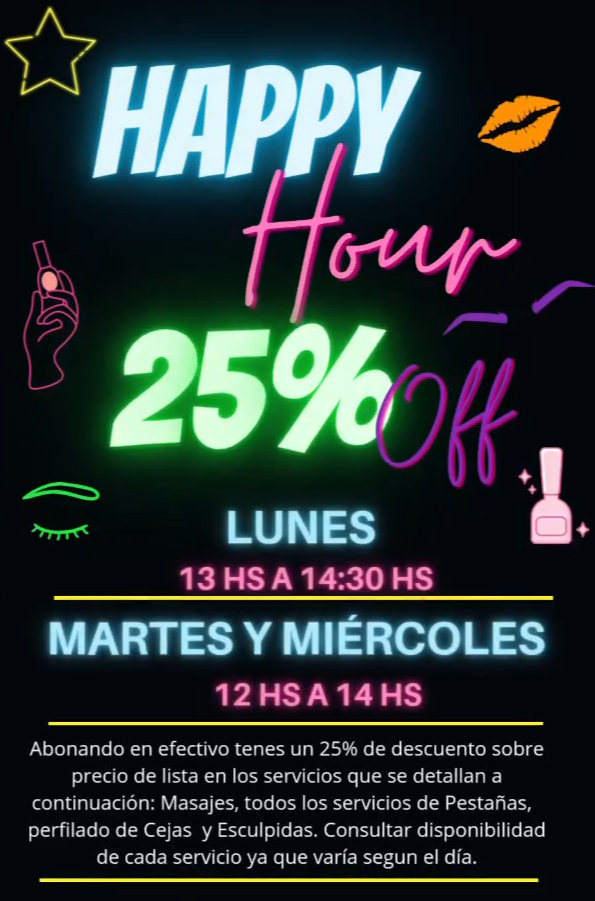 HAPPY
Hour
25% Off
LUNES
13 HS A 14:30 HS
MARTES Y MIÉRCOLES
12 HS A 14 HS
Abonando en efectivo tenes un 25% de descuento sobre
precio de lista en los servicios que se detallan a
continuación: Masajes, todos los servicios de Pestañas,
perfilado de Cejas y Esculpidas. Consultar disponibilidad
de cada servicio ya que varía segun el día.